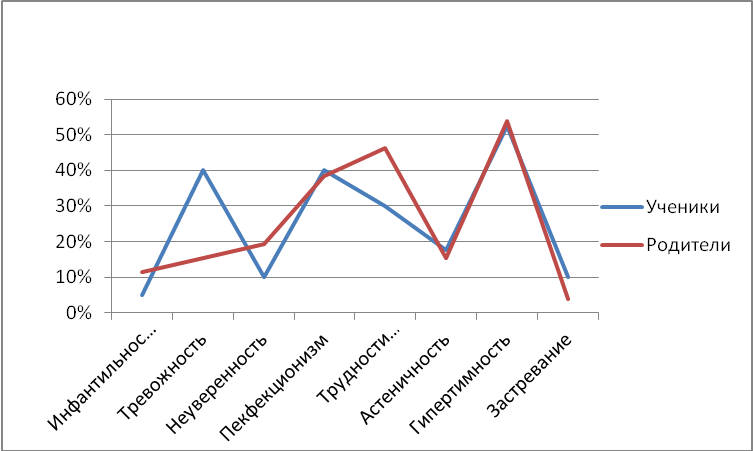 60%
50%
40%
30%
20%
10%
0%
Инфантильнос...
Тревожность
Неуверенность
Пекфекционизм
Трудности...
Астеничность
Гипертимность
Застревание
Ученики
Родители